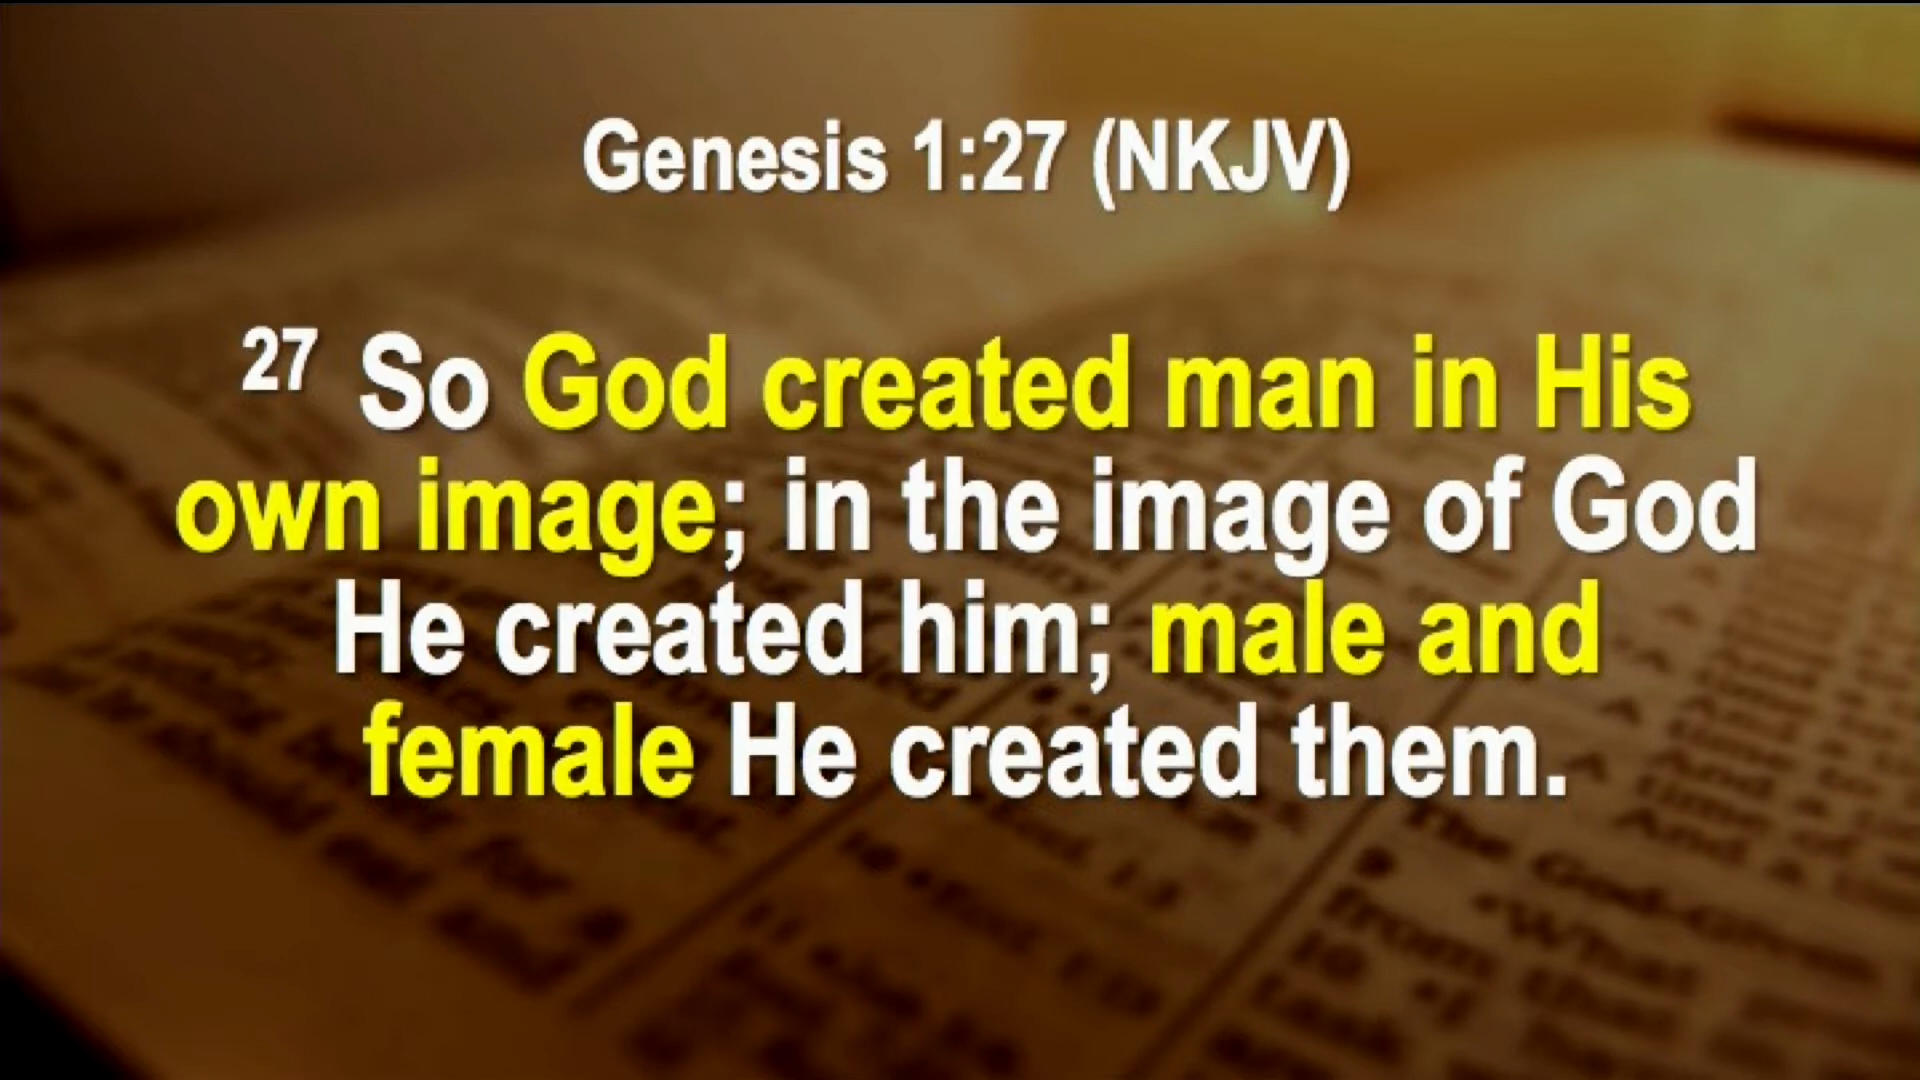 Genesis 1:27 (NKJV)
27 So God created man in His
own image; in the image of God
He created him; male and
female He created them.